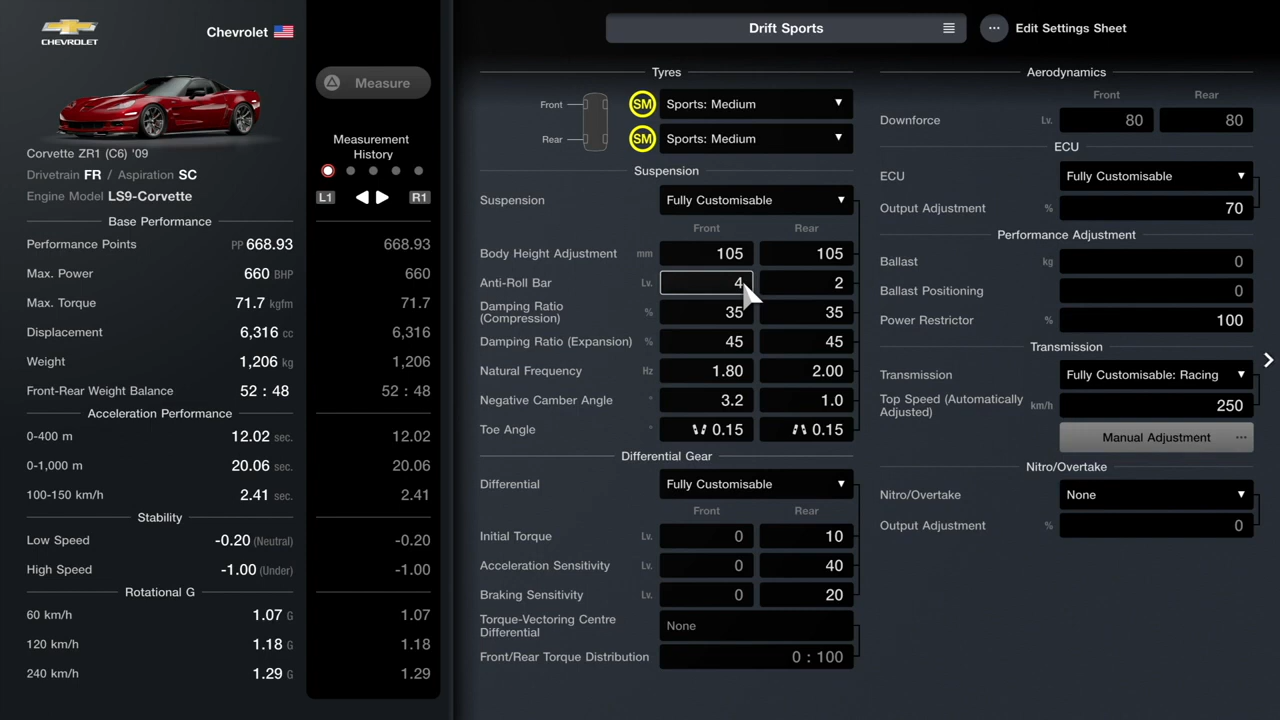 CHEVROLET
Chevrolet
Corvette ZR1 (C6) '09
Drivetrain FR / Aspiration SC
Engine Model LS9-Corvette
Base Performance
Performance Points PP 668.93
Max. Power 660 BHP
Max. Torque 71.7 kgfm
Displacement 6,316 cc
Weight 1,206 kg
Front-Rear Weight Balance 52 : 48
Acceleration Performance
0-400 m 12.02 sec.
0-1,000 m 20.06 sec.
100-150 km/h 2.41 sec.
Stability
Low Speed -0.20 (Neutral)
High Speed -1.00 (Under)
Rotational G
60 km/h 1.07 G
120 km/h 1.18 G
240 km/h 1.29 G
Measure
Measurement
History
L1 R1
668.93
660
71.7
6,316
1,206
52 : 48
12.02
20.06
2.41
-0.20
-1.00
1.07
1.18
1.29
Drift Sports
Edit Settings Sheet
Tyres
Front SM Sports: Medium
Rear SM Sports: Medium
Suspension
Suspension Fully Customisable
Front Rear
Body Height Adjustment mm 105 105
Anti-Roll Bar Lv. 4 2
Damping Ratio
(Compression) % 35 35
Damping Ratio (Expansion) % 45 45
Natural Frequency Hz 1.80 2.00
Negative Camber Angle ° 3.2 1.0
Toe Angle ° 0.15 0.15
Differential Gear
Differential Fully Customisable
Front Rear
Initial Torque Lv. 0 10
Acceleration Sensitivity Lv. 0 40
Braking Sensitivity Lv. 0 20
Torque-Vectoring Centre
Differential None
Front/Rear Torque Distribution 0 : 100
Aerodynamics
Front Rear
Downforce Lv. 80 80
ECU
ECU Fully Customisable
Output Adjustment % 70
Performance Adjustment
Ballast kg 0
Ballast Positioning 0
Power Restrictor % 100
Transmission
Transmission Fully Customisable: Racing
Top Speed (Automatically
Adjusted) km/h 250
Manual Adjustment ...
Nitro/Overtake
Nitro/Overtake None
Output Adjustment % 0